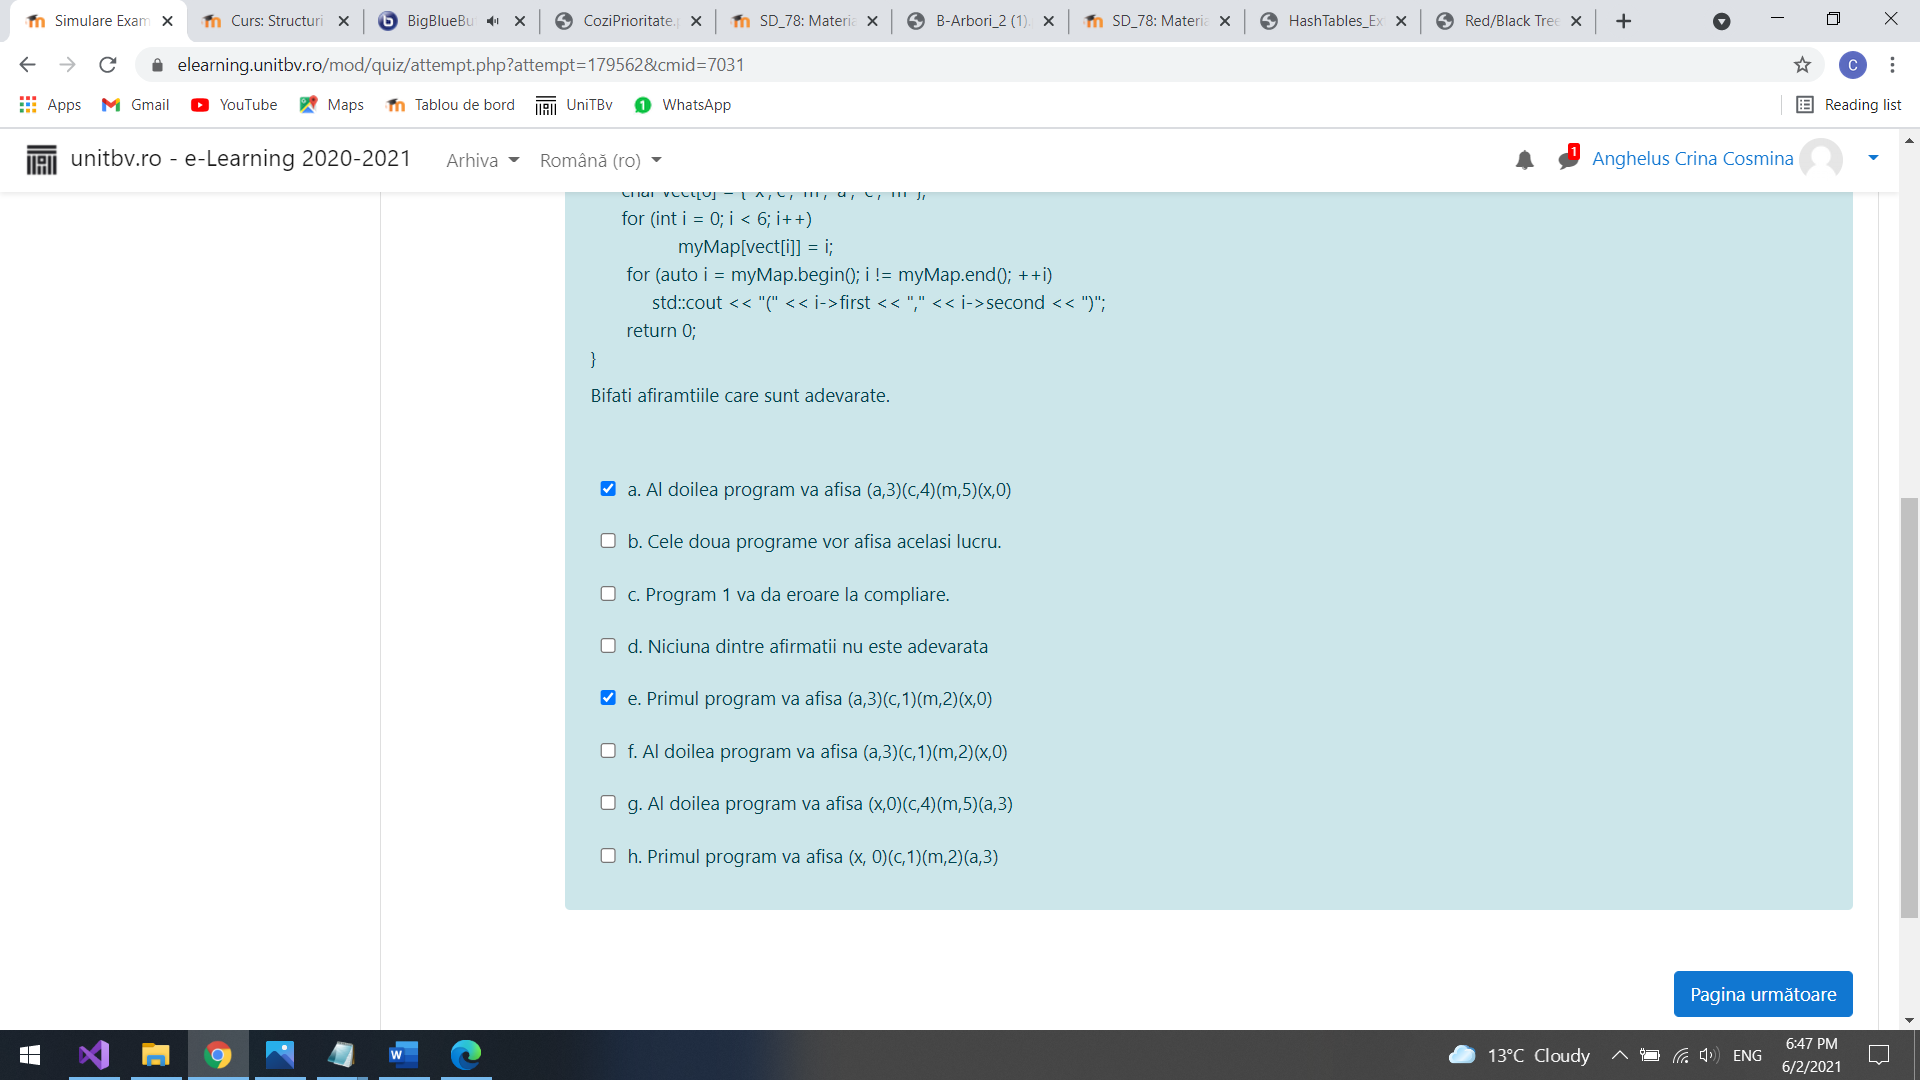 Simulare Exam
Curs: Structuri
BigBlueBu
CoziPrioritate.
SD_78: Materia
B-Arbori_2 (1).
SD_78: Materia
HashTables_Ex
Red/Black Tree
elearning.unitbv.ro/mod/quiz/attempt.php?attempt=179562&cmid=7031
C
Apps
Gmail
YouTube
Maps
Tablou de bord
UniTBv
1
WhatsApp
Reading list
unitbv.ro - e-Learning 2020-2021
Arhiva
Română (ro)
1
Anghelus Crina Cosmina
char vect[6] = { 'x','c', 'm', 'a', 'c', 'm' };
for (int i = 0; i < 6; i++)
myMap[vect[i]] = i;
for (auto i = myMap.begin(); i != myMap.end(); ++i)
std::cout << "(" << i->first << "," << i->second << ")";
return 0;
}
Bifati afiramtiile care sunt adevarate.
a. Al doilea program va afisa (a,3)(c,4)(m,5)(x,0)
b. Cele doua programe vor afisa acelasi lucru.
c. Program 1 va da eroare la compliare.
d. Niciuna dintre afirmatii nu este adevarata
e. Primul program va afisa (a,3)(c,1)(m,2)(x,0)
f. Al doilea program va afisa (a,3)(c,1)(m,2)(x,0)
g. Al doilea program va afisa (x,0)(c,4)(m,5)(a,3)
h. Primul program va afisa (x, 0)(c,1)(m,2)(a,3)
Pagina următoare
13°C Cloudy
ENG
6:47 PM
6/2/2021